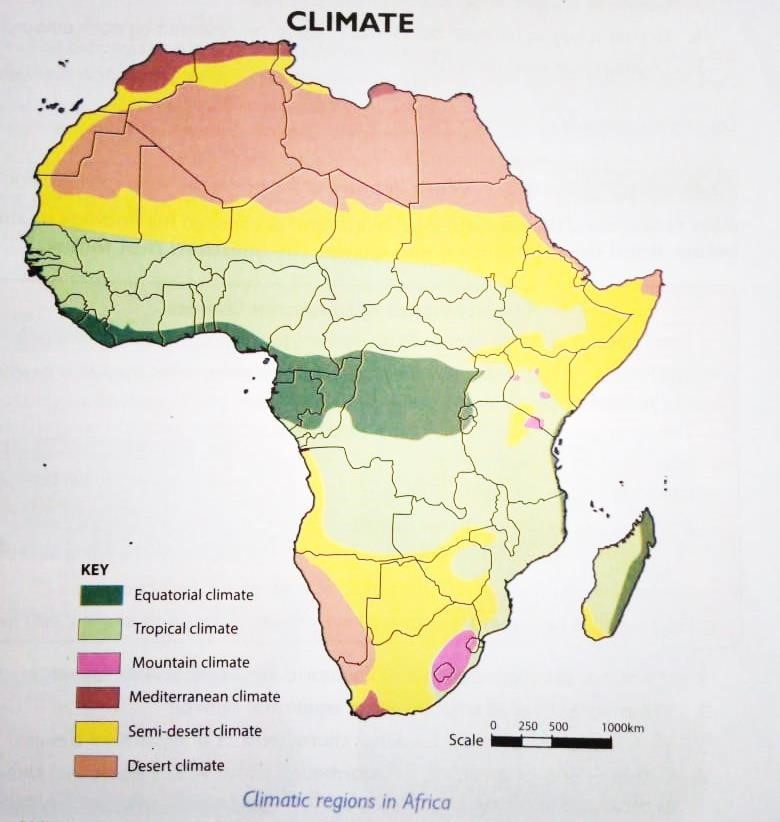 CLIMATE
KEY
Equatorial climate
Tropical climate
Mountain climate
Mediterranean climate
Semi-desert climate
Desert climate
Scale 0 250 500 1000km
Climatic regions in Africa